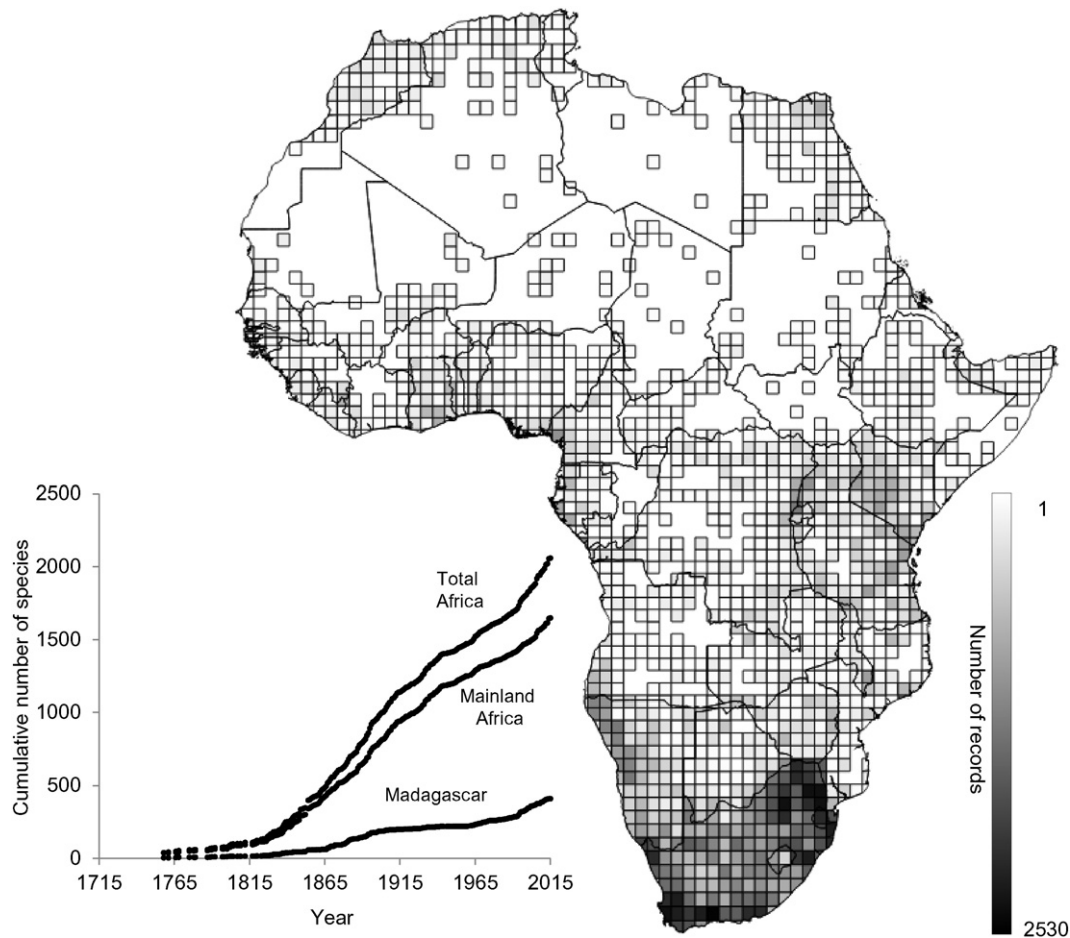 2500
2000
1500
1000
500
0
Cumulative number of species
Total
Africa
Mainland
Africa
Madagascar
1715
1765
1815
1865
1915
1965
2015
Year
1
Number of records
2530